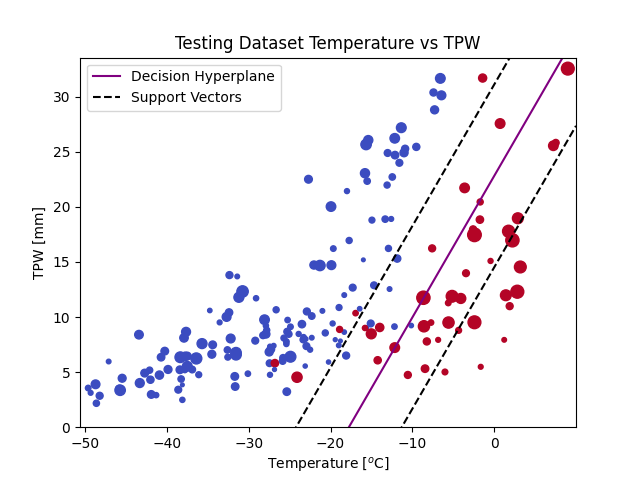 Testing Dataset Temperature vs TPW
Decision Hyperplane
Support Vectors
TPW [mm]
30
25
20
15
10
5
0
-50 -40 -30 -20 -10 0
Temperature [°C]